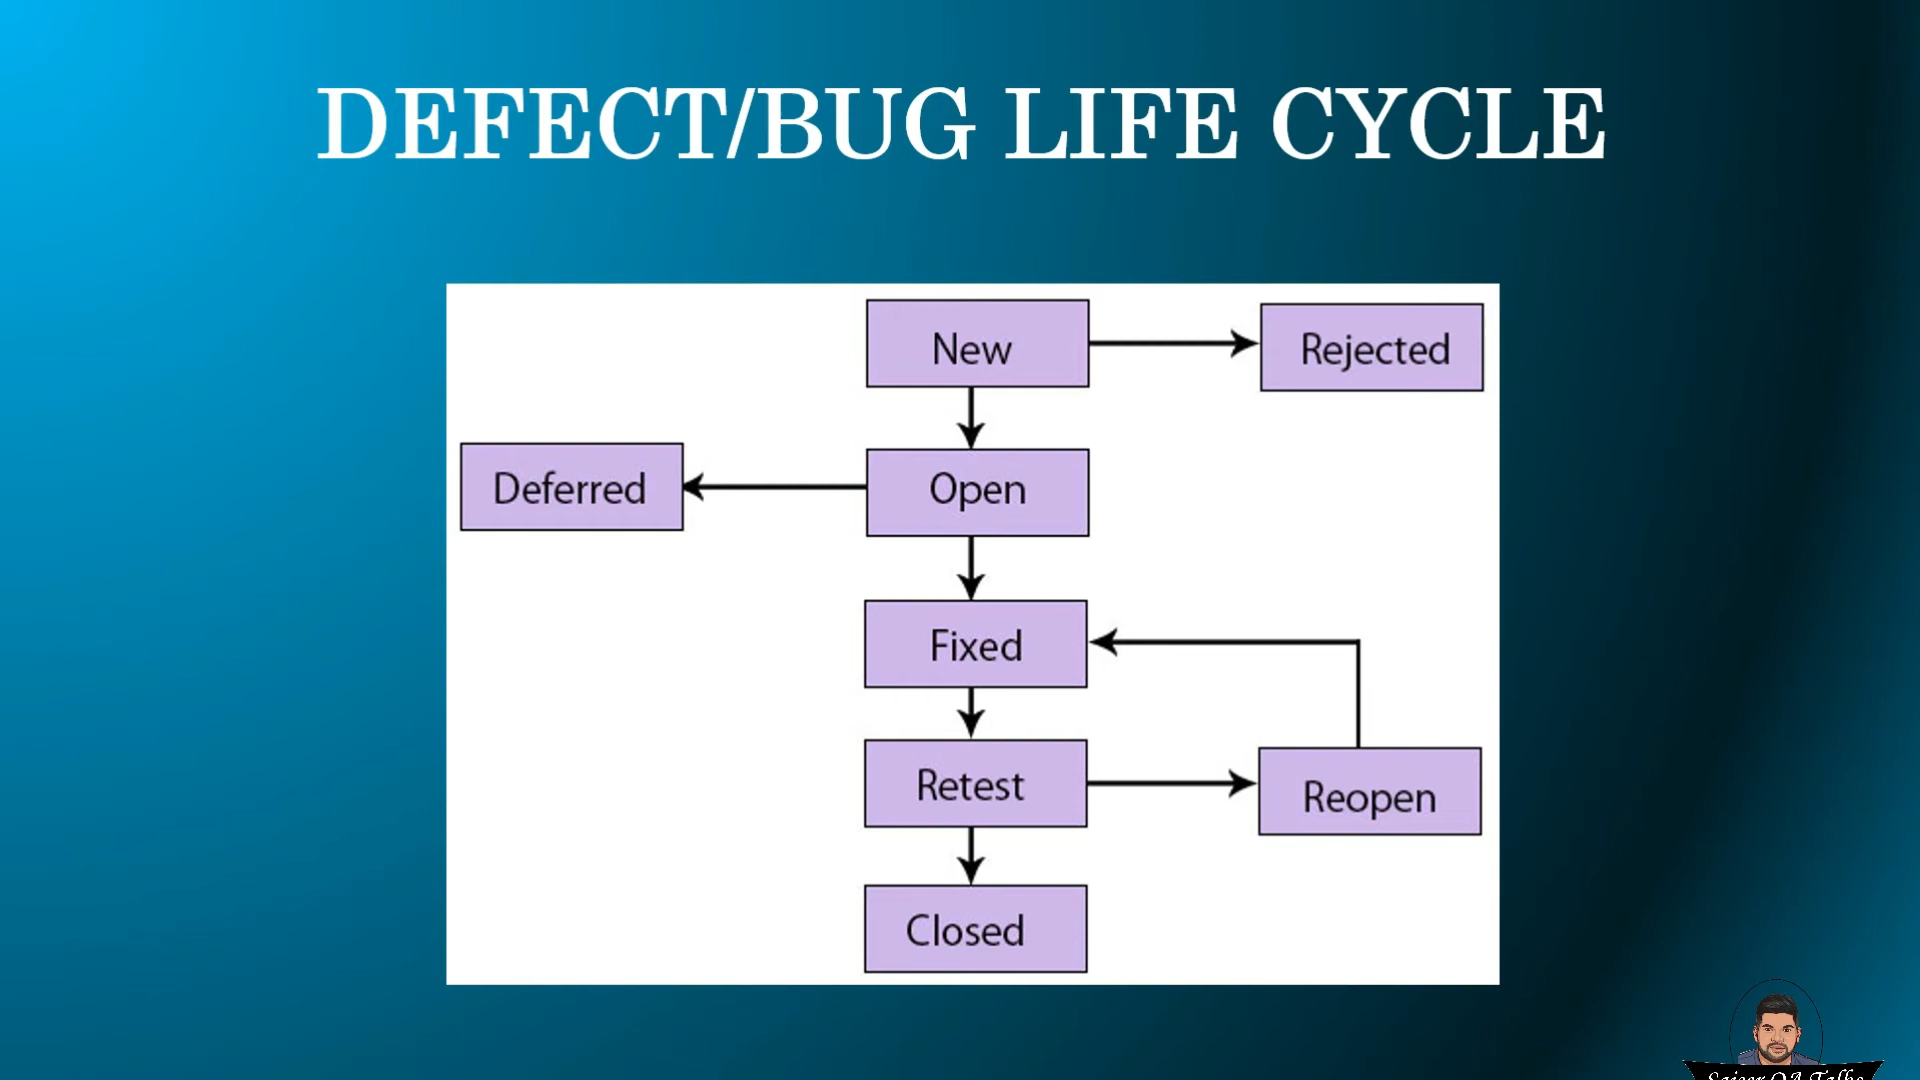 DEFECT/BUG LIFE CYCLE
New
Rejected
Deferred
Open
Fixed
Retest
Reopen
Closed